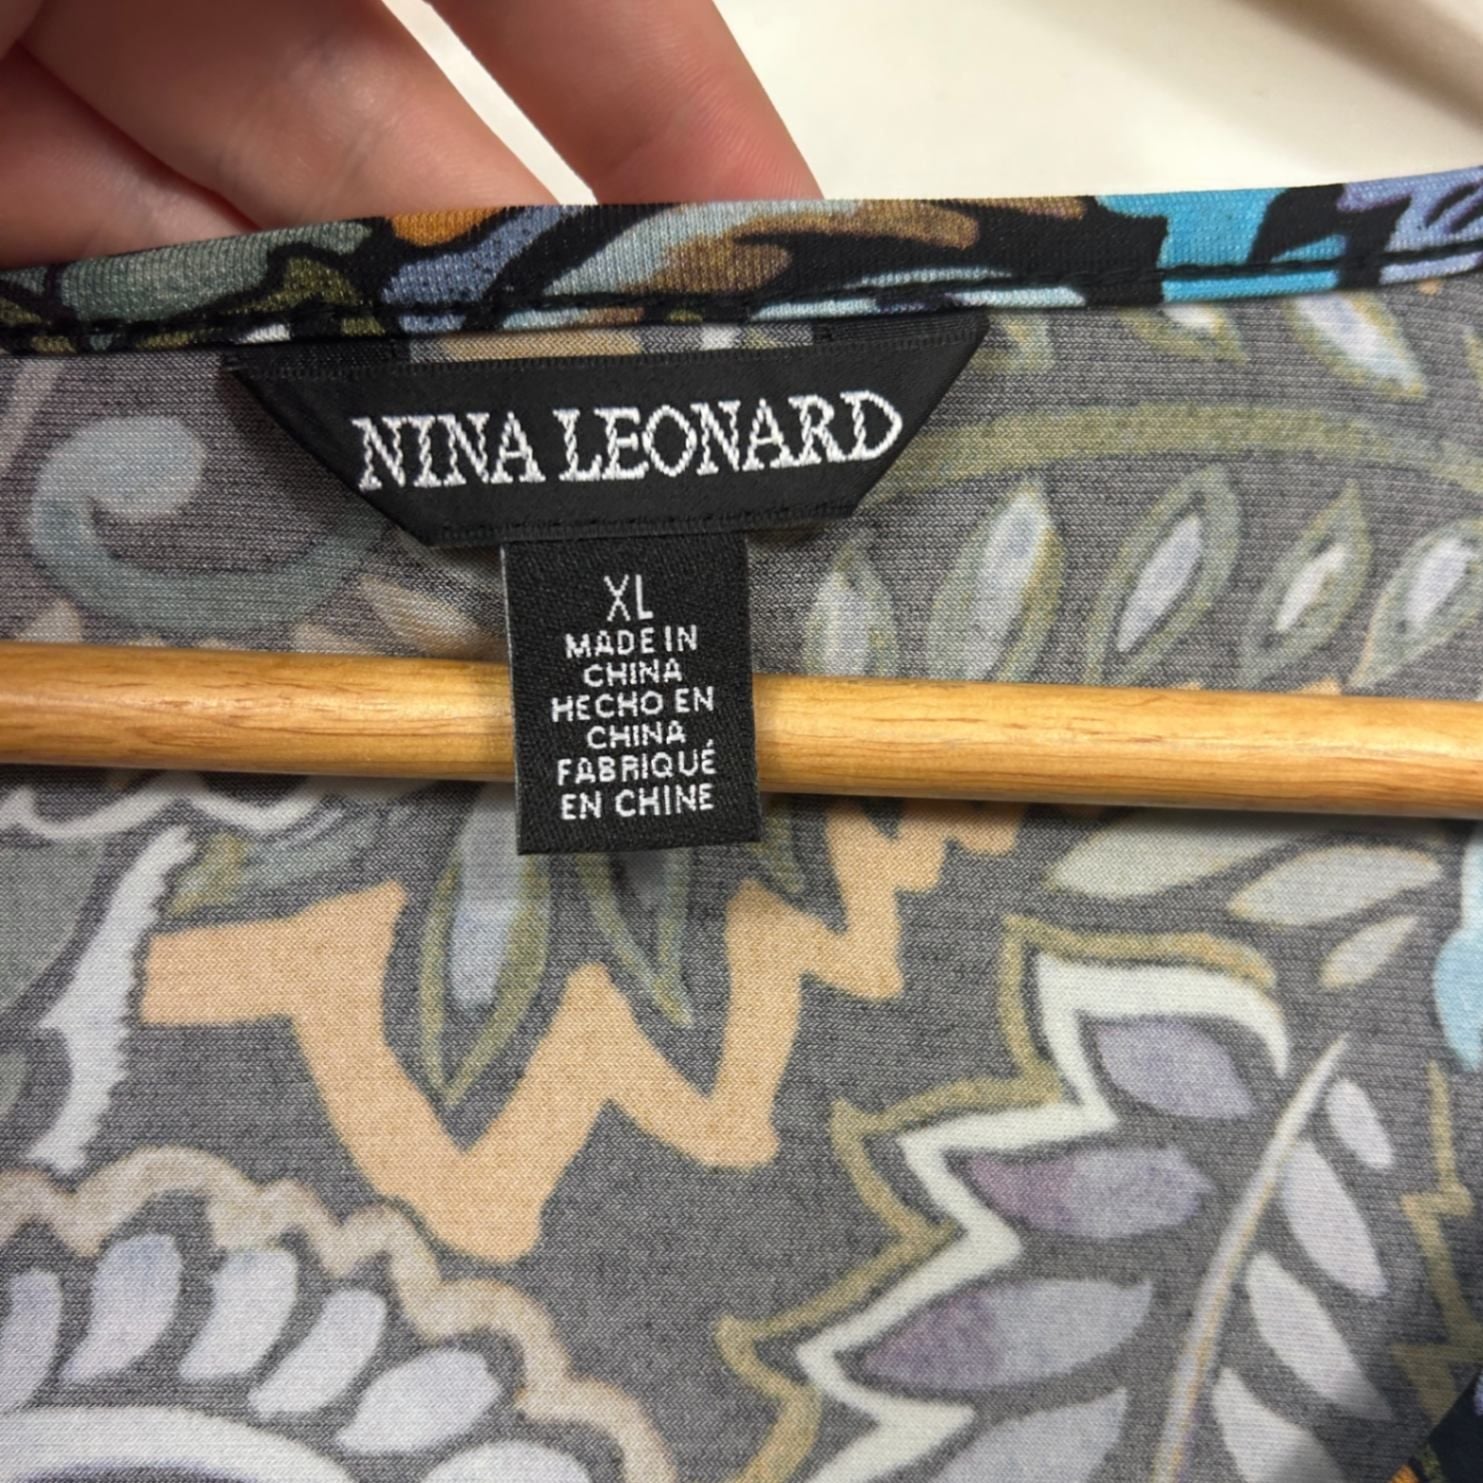 NINA LEONARD
XL
MADE IN
CHINA
HECHO EN
CHINA
FABRIQUÉ
EN CHINE